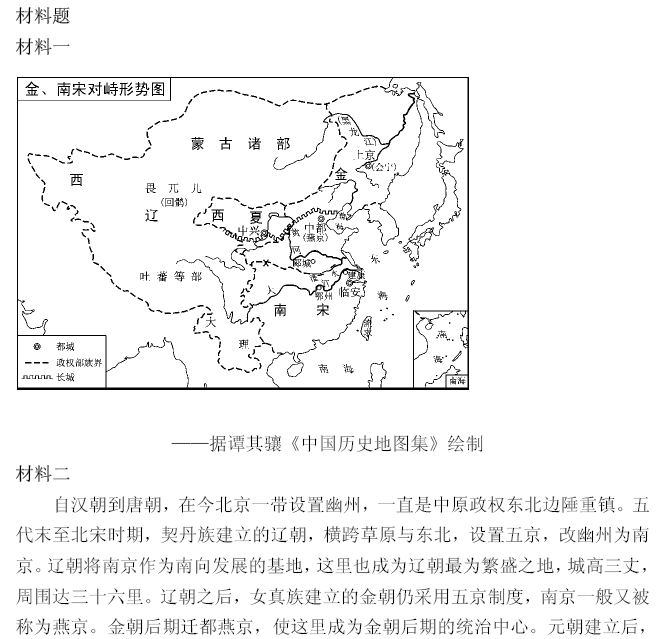 材料题
材料一
金、南宋对峙形势图
蒙古诸部
黑龙江
上京
(会宁)
金
西辽
畏兀儿
(回鹘)
西夏
中兴
中都
(燕京)
黄河
东海
吐蕃等部
鄂州
建康
临安
南宋
大理
南海
都城
政权部族界
长城
南海
南海
——据谭其骧《中国历史地图集》绘制
材料二
自汉朝到唐朝，在今北京一带设置幽州，一直是中原政权东北边陲重镇。五
代末至北宋时期，契丹族建立的辽朝，横跨草原与东北，设置五京，改幽州为南
京。辽朝将南京作为南向发展的基地，这里也成为辽朝最为繁盛之地，城高三丈，
周围达三十六里。辽朝之后，女真族建立的金朝仍采用五京制度，南京一般又被
称为燕京。金朝后期迁都燕京，使这里成为金朝后期的统治中心。元朝建立后，